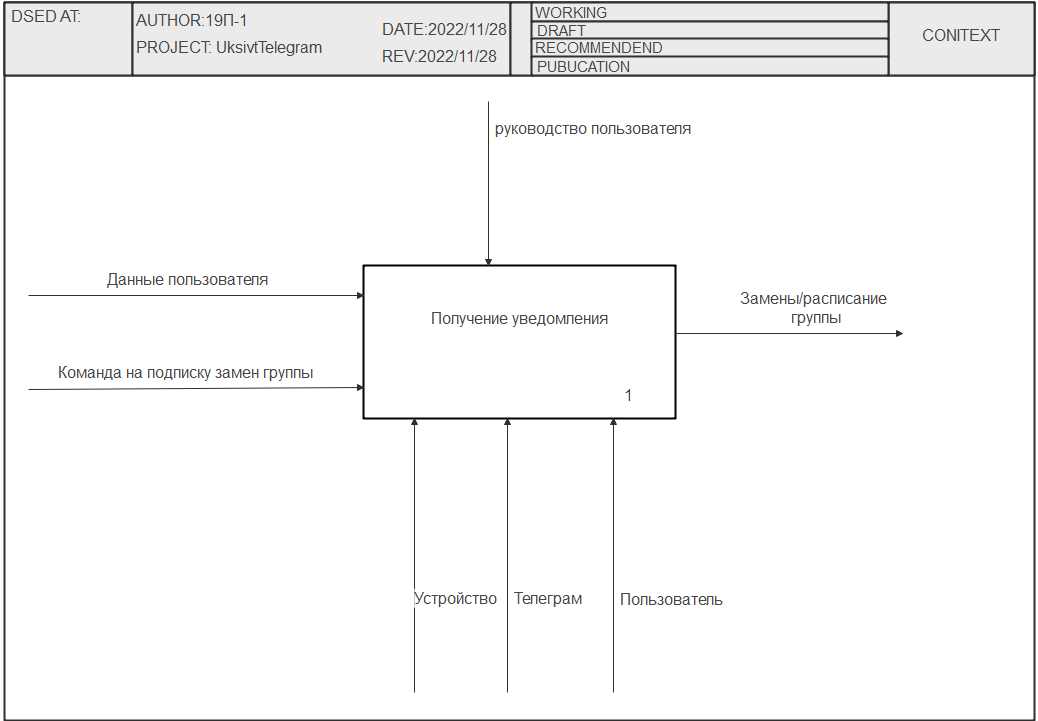 DSED AT:
AUTHOR:19П-1
PROJECT: UksivtTelegram
DATE:2022/11/28
REV:2022/11/28
WORKING
DRAFT
RECOMMENDEND
PUBUCATION
CONITEXT
руководство пользователя
Данные пользователя
Команда на подписку замен группы
Получение уведомления
1
Замены/расписание
группы
Устройство
Телеграм
Пользователь